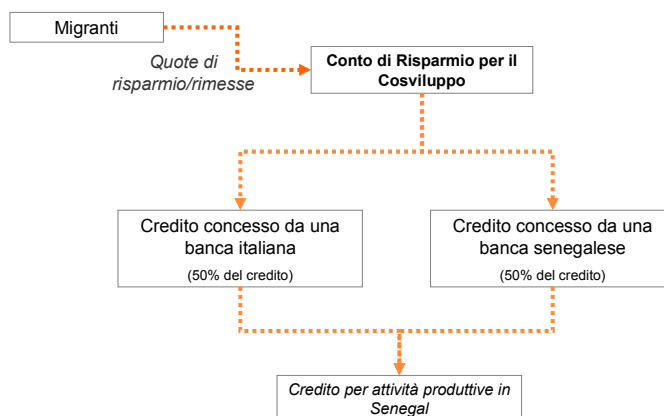 Migranti
Quote di
risparmio/rimesse
Conto di Risparmio per il
Cosviluppo
Credito concesso da una
banca italiana
(50% del credito)
Credito concesso da una
banca senegalese
(50% del credito)
Credito per attività produttive in
Senegal